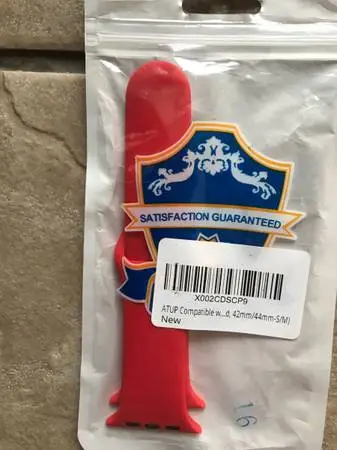 SATISFACTION GUARANTEED
X002CDSCP9
ATUP Compatible w...d, 42mm/44mm-S/M)
New
16